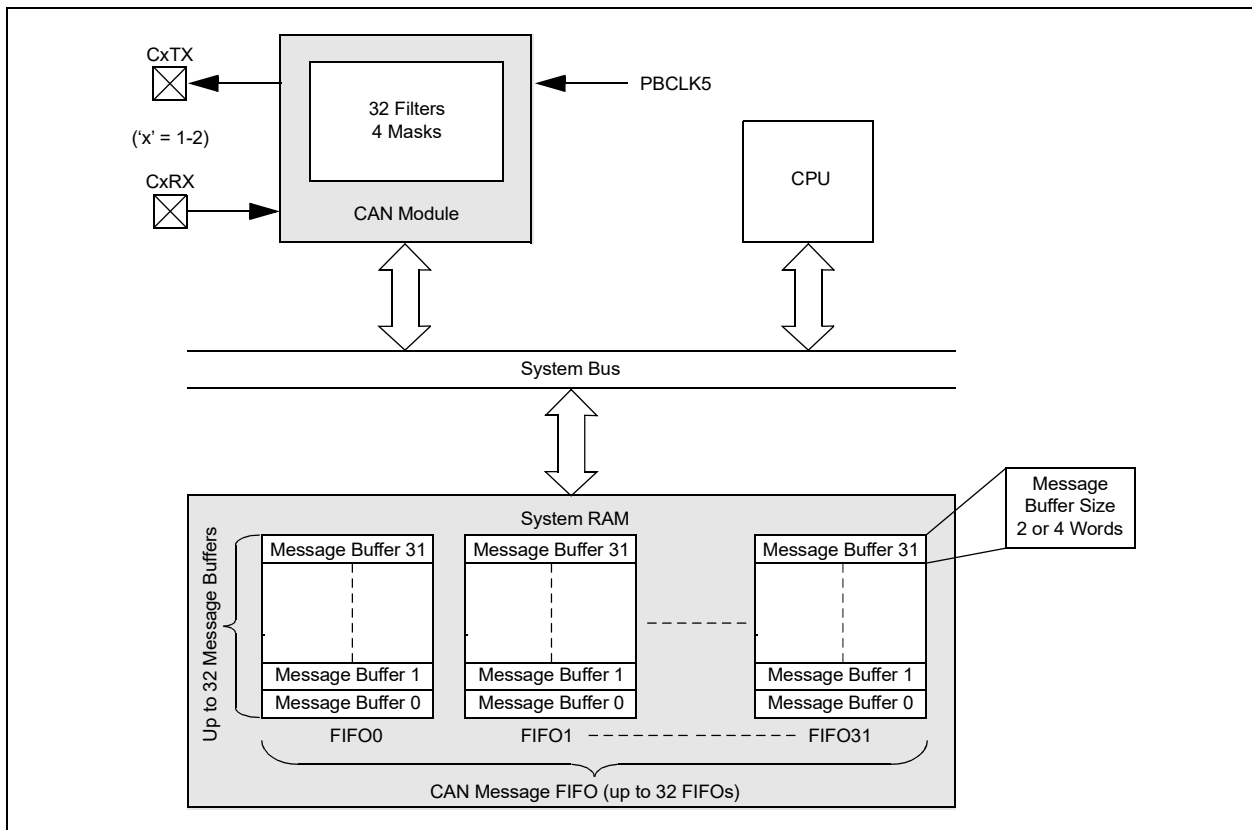 CxTX
PBCLK5
32 Filters
4 Masks
(‘x’ = 1-2)
CPU
CxRX
CAN Module
System Bus
Message
Buffer Size
2 or 4 Words
System RAM
Up to 32 Message Buffers
Message Buffer 31
Message Buffer 31
Message Buffer 31
Message Buffer 1
Message Buffer 1
Message Buffer 1
Message Buffer 0
Message Buffer 0
Message Buffer 0
FIFO0
FIFO1
FIFO31
CAN Message FIFO (up to 32 FIFOs)